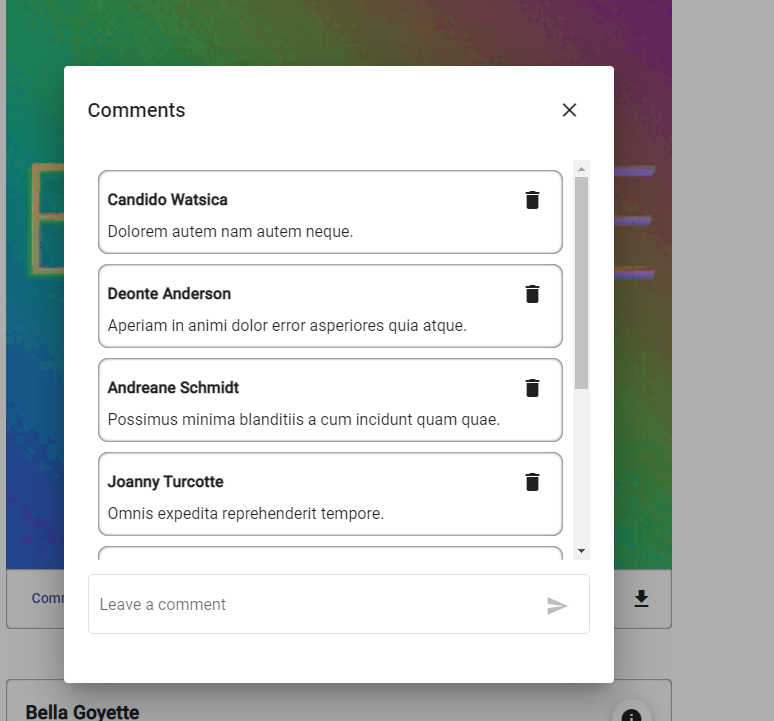 Comments
Candido Watsica
Dolorem autem nam autem neque.
Deonte Anderson
Aperiam in animi dolor error asperiores quia atque.
Andreane Schmidt
Possimus minima blanditiis a cum incidunt quam quae.
Joanny Turcotte
Omnis expedita reprehenderit tempore.
Leave a comment
Bella Goyette